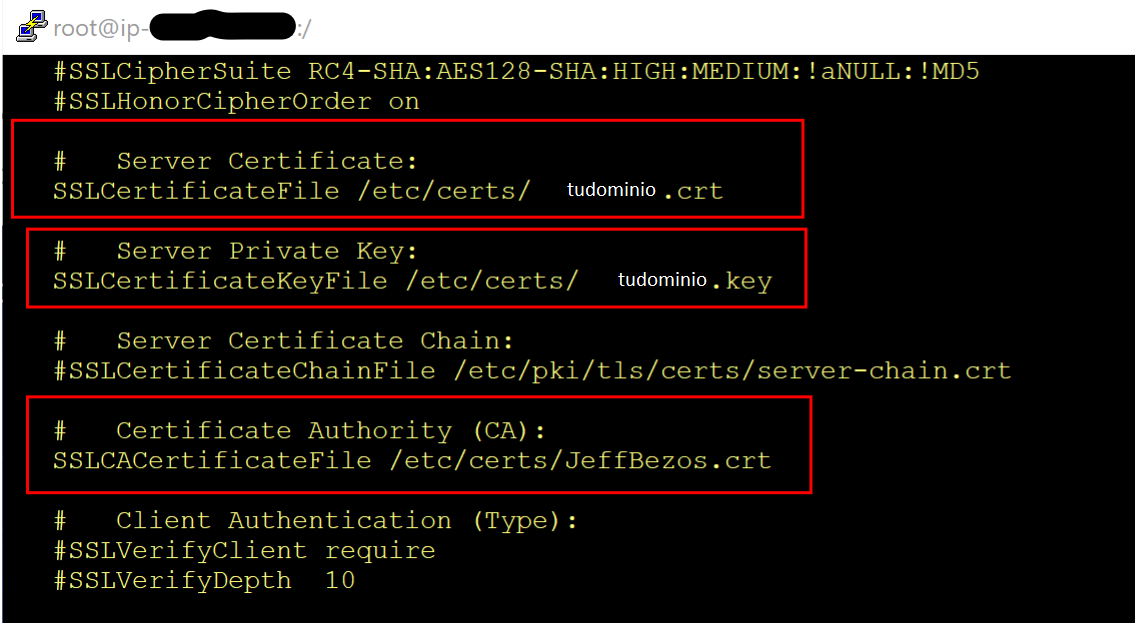 root@ip- :/
#SSLCipherSuite RC4-SHA:AES128-SHA:HIGH:MEDIUM:!aNULL:!MD5
#SSLHonorCipherOrder on
#   Server Certificate:
SSLCertificateFile /etc/certs/ tudominio .crt
#   Server Private Key:
SSLCertificateKeyFile /etc/certs/ tudominio .key
#   Server Certificate Chain:
#SSLCertificateChainFile /etc/pki/tls/certs/server-chain.crt
#   Certificate Authority (CA):
SSLCACertificateFile /etc/certs/JeffBezos.crt
#   Client Authentication (Type):
#SSLVerifyClient require
#SSLVerifyDepth  10